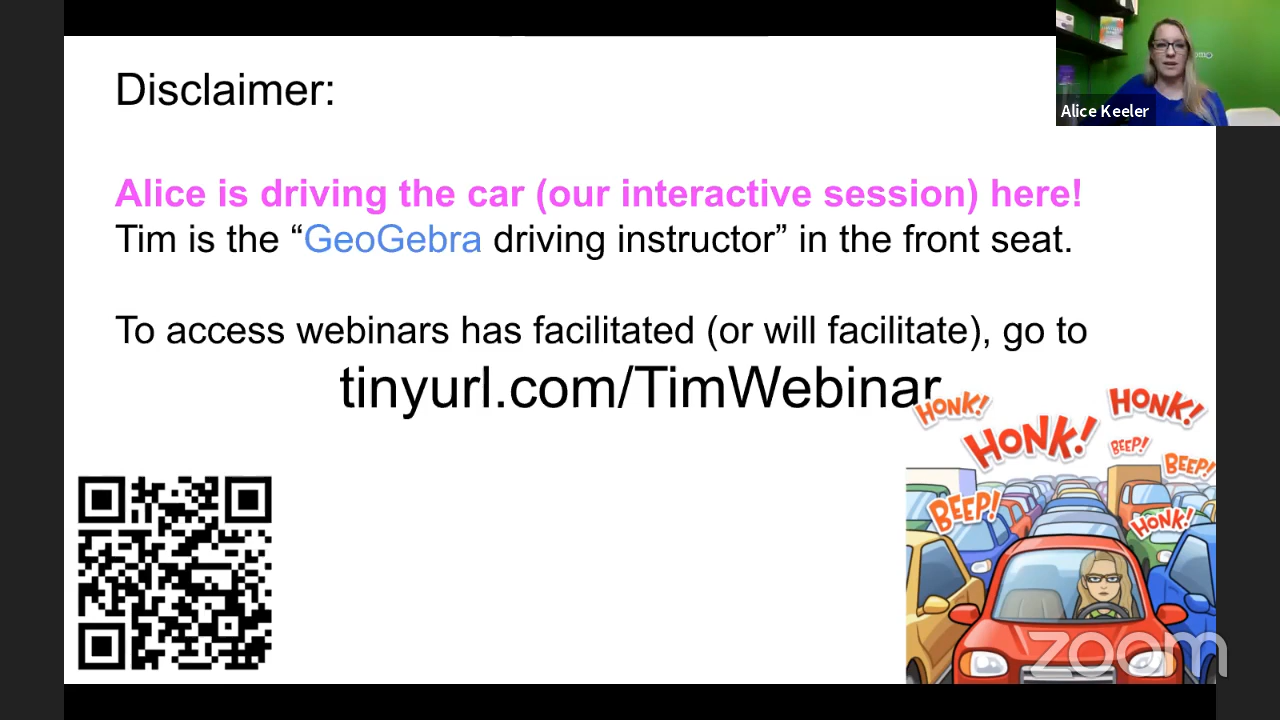 Disclaimer:
Alice Keeler
Alice is driving the car (our interactive session) here!
Tim is the “GeoGebra driving instructor” in the front seat.
To access webinars has facilitated (or will facilitate), go to
tinyurl.com/TimWebinar
HONK!
HONK!
HONK!
BEEP!
BEEP!
BEEP!
HONK!
zoom